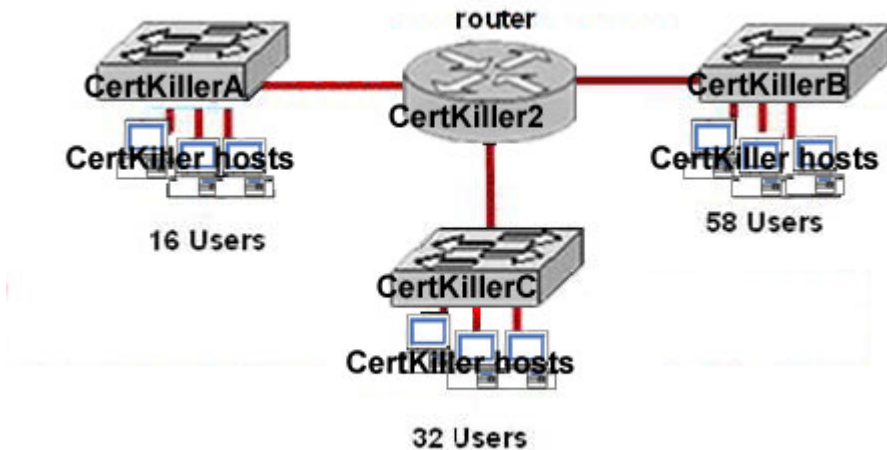 router
CertKillerA
CertKiller2
CertKillerB
CertKiller hosts
CertKiller hosts
16 Users
58 Users
CertKillerC
CertKiller hosts
32 Users